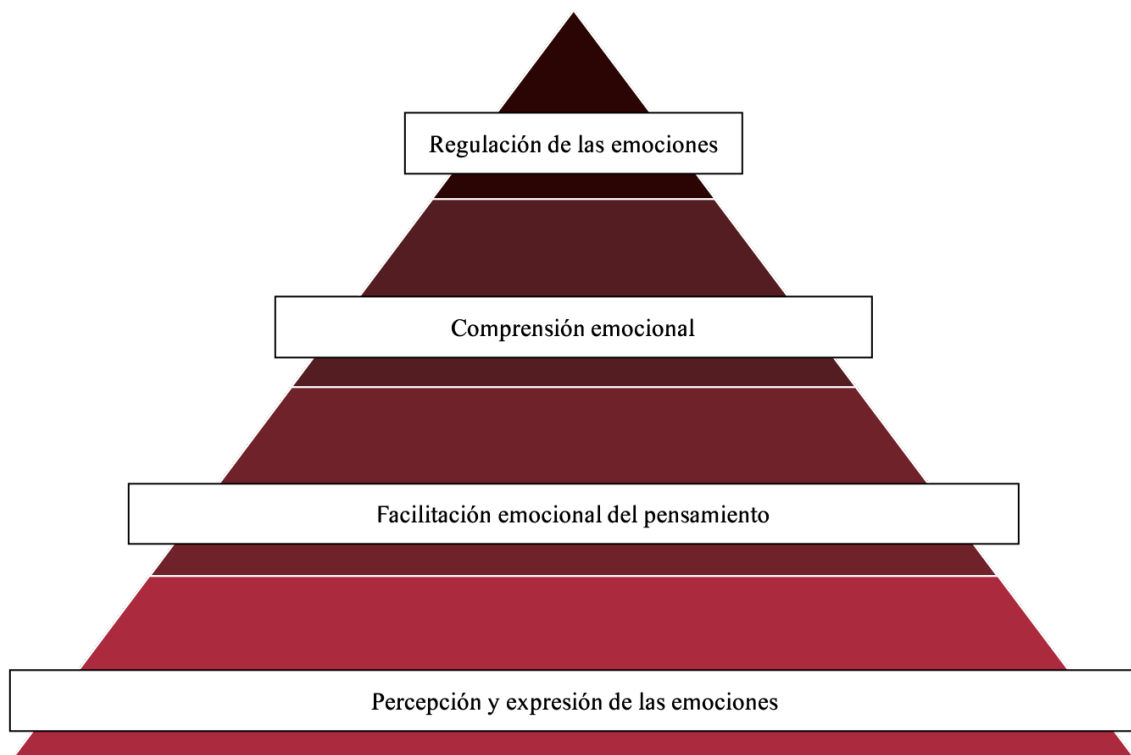 Regulación de las emociones
Comprensión emocional
Facilitación emocional del pensamiento
Percepción y expresión de las emociones